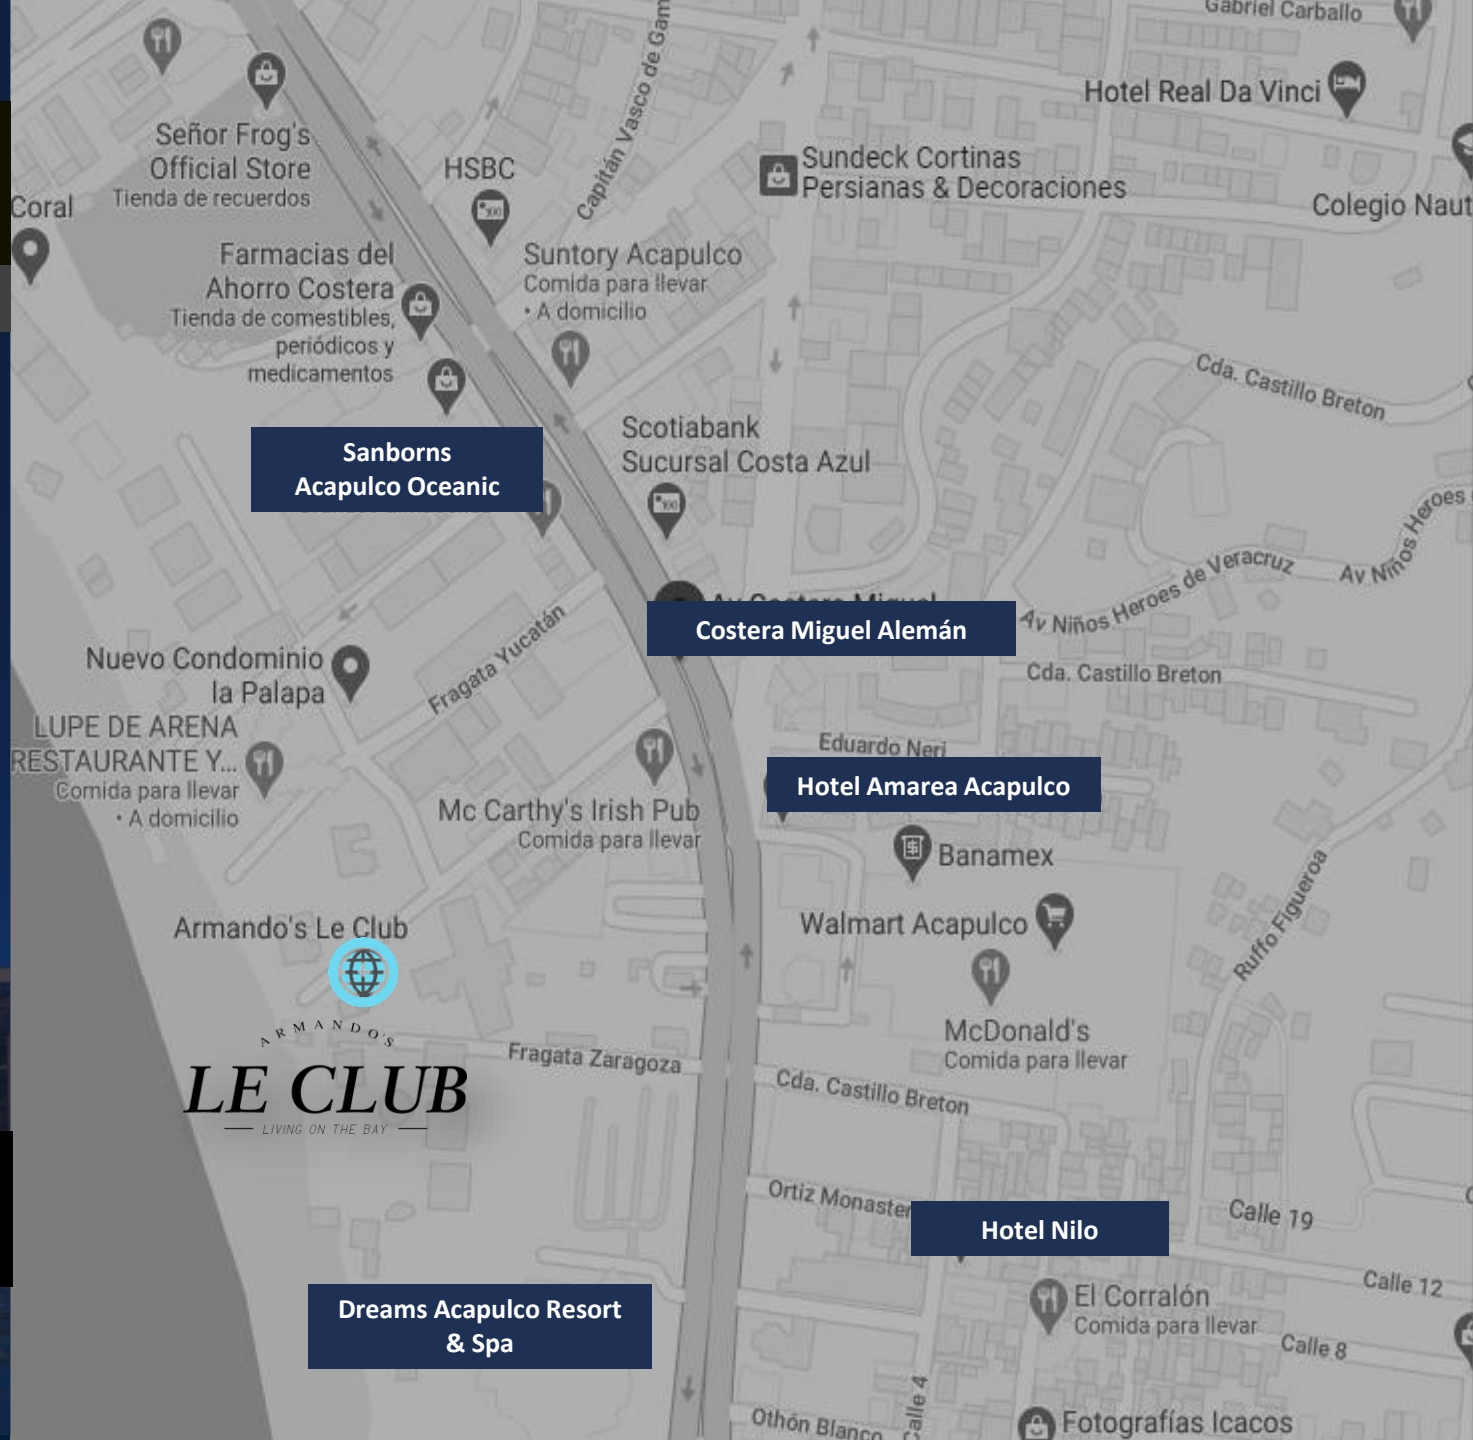 Gabriel Carballo
Hotel Real Da Vinci
Capitán Vasco de Gam
Señor Frog's
Official Store
Tienda de recuerdos
HSBC
Sundeck Cortinas
Persianas & Decoraciones
Coral
Colegio Naut
Farmacias del
Ahorro Costera
Tienda de comestibles,
periódicos y
medicamentos
Suntory Acapulco
Comida para llevar
• A domicilio
Cda. Castillo Breton
Scotiabank
Sucursal Costa Azul
Sanborns
Acapulco Oceanic
Av Niños Heroes
Av Niños Heroes de Veracruz
Av Costera Miguel
Costera Miguel Alemán
Fragata Yucatán
Nuevo Condominio
la Palapa
Cda. Castillo Breton
LUPE DE ARENA
RESTAURANTE Y...
Comida para llevar
• A domicilio
Eduardo Neri
Hotel Amarea Acapulco
Mc Carthy's Irish Pub
Comida para llevar
Banamex
Walmart Acapulco
Ruffo Figueroa
Armando's Le Club
ARMANDO'S
LE CLUB
LIVING ON THE BAY
McDonald's
Comida para llevar
Fragata Zaragoza
Cda. Castillo Breton
Ortiz Monaster
Hotel Nilo
Calle 19
Calle 12
Dreams Acapulco Resort
& Spa
El Corralón
Comida para llevar
Calle 8
Calle 4
Othón Blanco
Fotografías Icacos